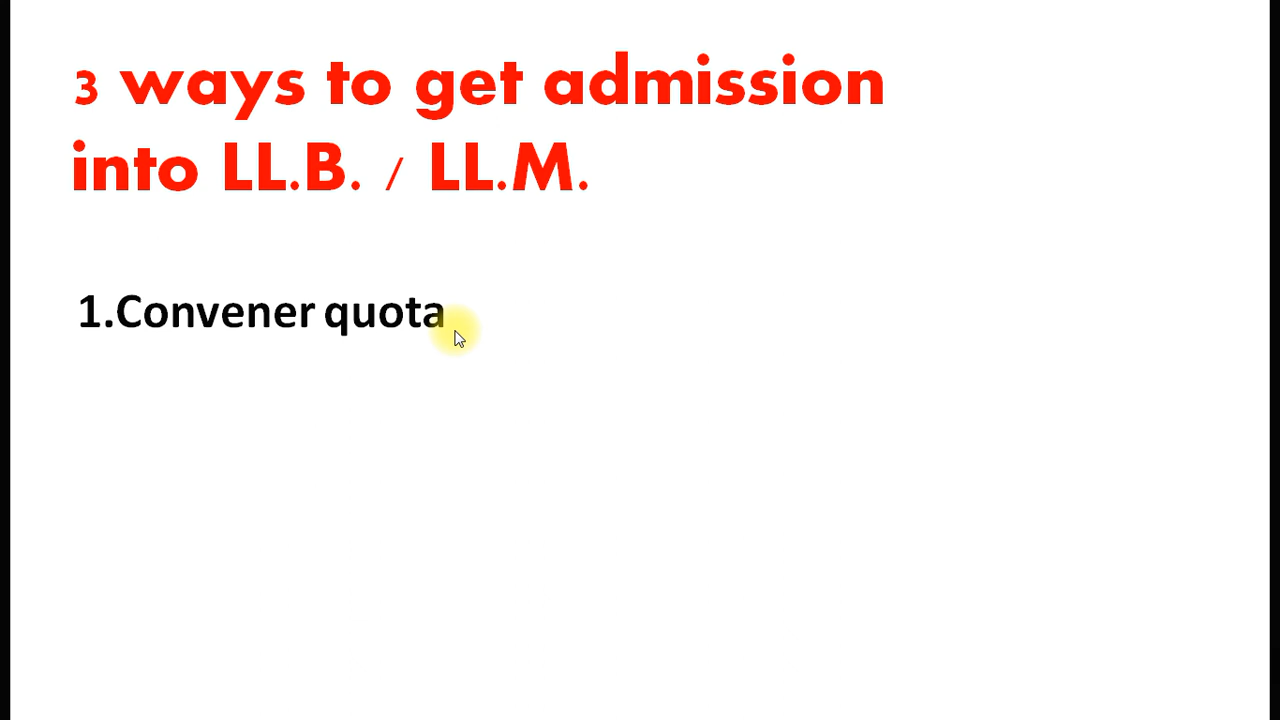 3 ways to get admission
into LL.B. / LL.M.
1.Convener quota